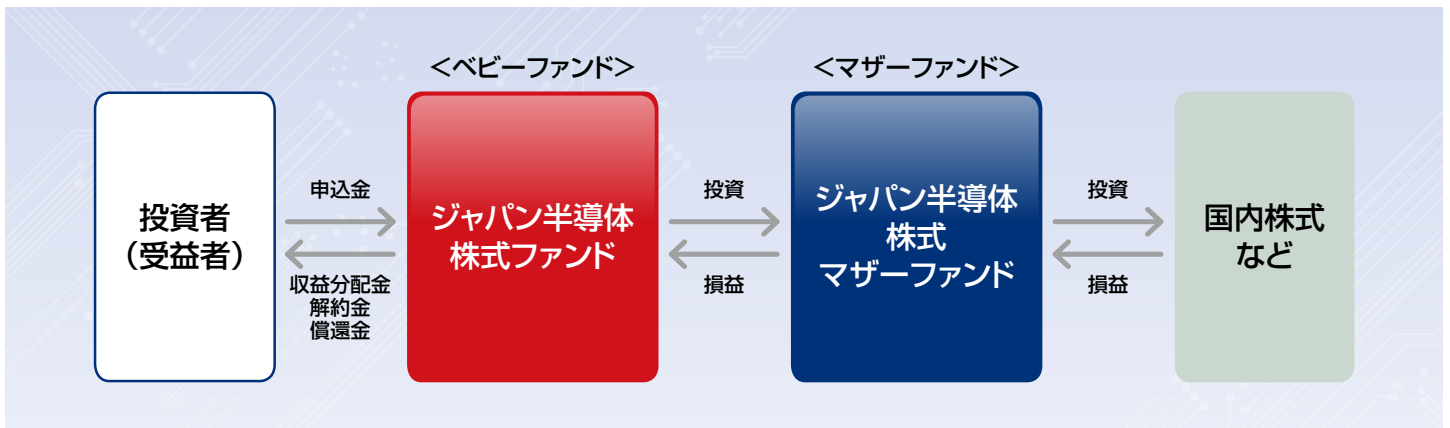 <ベビーファンド>
<マザーファンド>
投資者
(受益者)
申込金
収益分配金
解約金
償還金
ジャパン半導体
株式ファンド
投資
損益
ジャパン半導体
株式
マザーファンド
投資
損益
国内株式
など